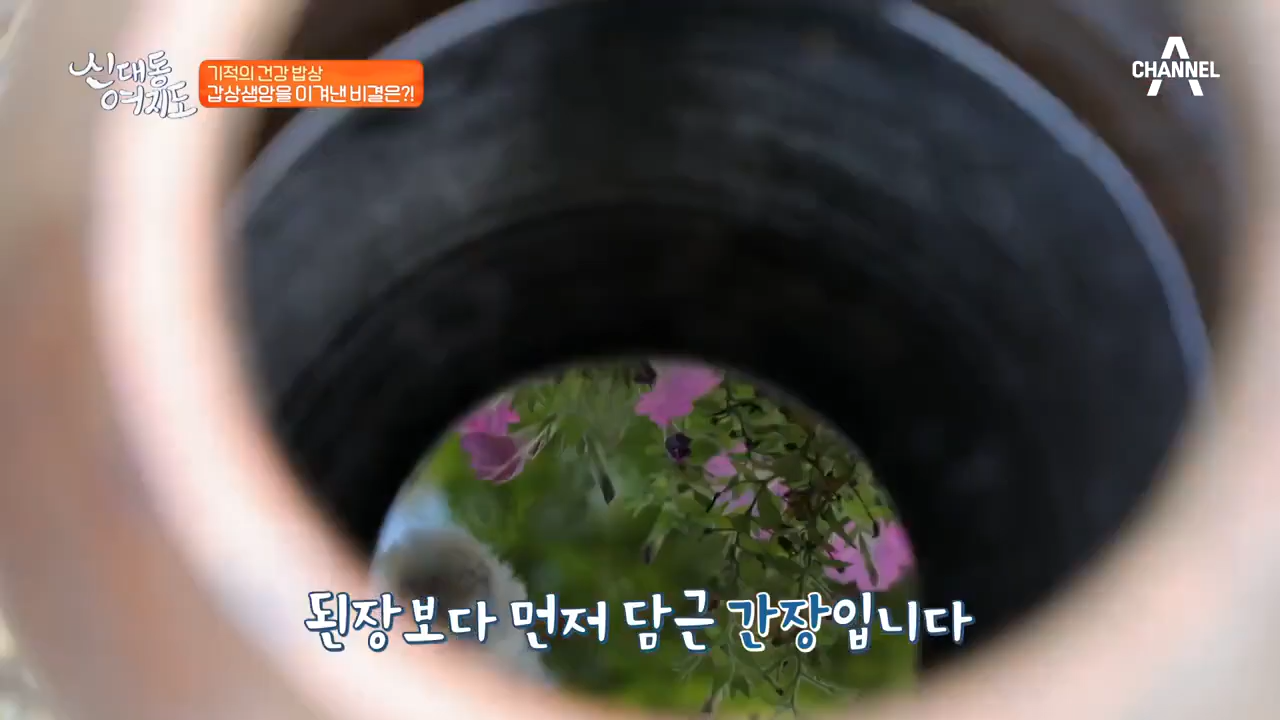 신대동
여지도
기적의 건강 밥상
갑상샘암을 이겨낸 비결은?!
CHANNEL A
된장보다 먼저 담근 간장입니다